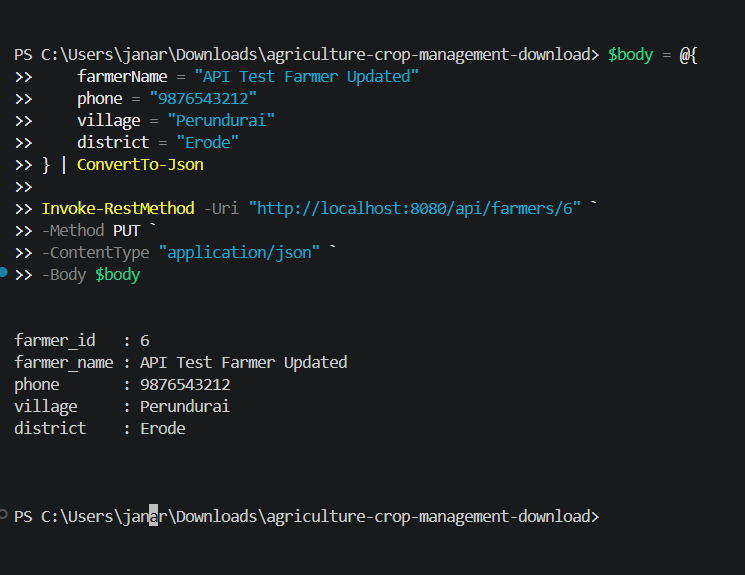 PS C:\Users\janar\Downloads\agriculture-crop-management-download> $body = @{
>>     farmerName = "API Test Farmer Updated"
>>     phone = "9876543212"
>>     village = "Perundurai"
>>     district = "Erode"
>> } | ConvertTo-Json
>>
>> Invoke-RestMethod -Uri "http://localhost:8080/api/farmers/6" `
>> -Method PUT `
>> -ContentType "application/json" `
>> -Body $body
farmer_id   : 6
farmer_name : API Test Farmer Updated
phone       : 9876543212
village     : Perundurai
district    : Erode
PS C:\Users\janar\Downloads\agriculture-crop-management-download>